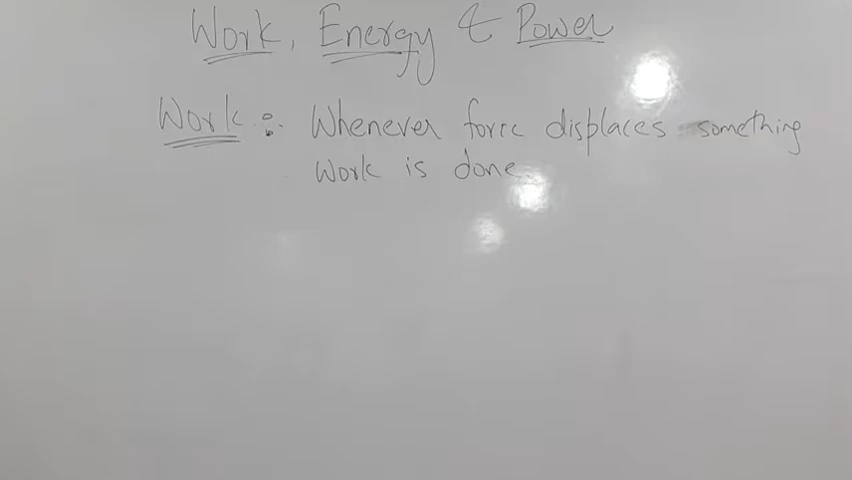 Work, Energy & Power
Work : Whenever force displaces something
Work is done.